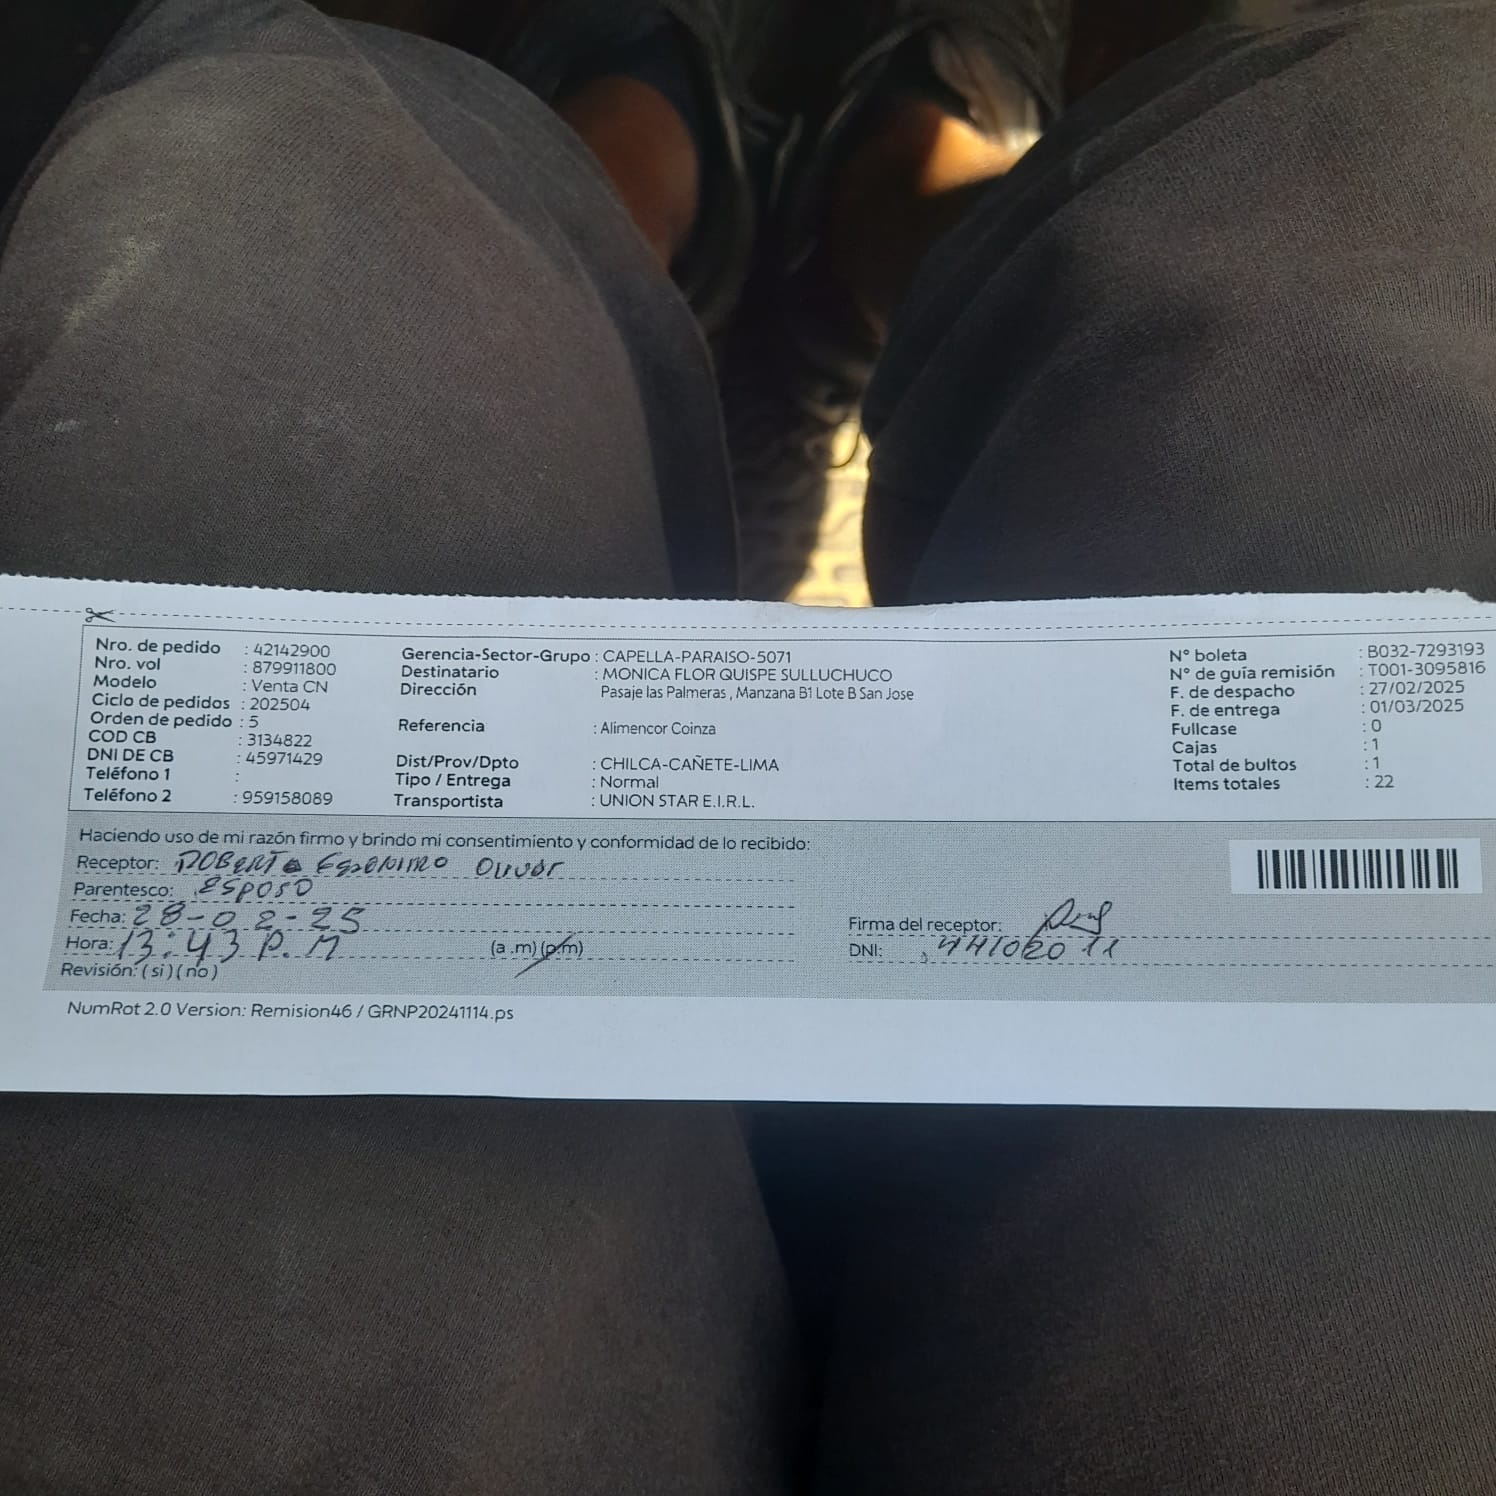 Nro. de pedido : 42142900
Nro. vol : 879911800
Modelo : Venta CN
Ciclo de pedidos : 202504
Orden de pedido : 5
COD CB : 3134822
DNI DE CB : 45971429
Teléfono 1 :
Teléfono 2 : 959158089
Gerencia-Sector-Grupo : CAPELLA-PARAISO-5071
Destinatario : MONICA FLOR QUISPE SULLUCHUCO
Dirección Pasaje las Palmeras , Manzana B1 Lote B San Jose
Referencia : Alimencor Coinza
Dist/Prov/Dpto : CHILCA-CAÑETE-LIMA
Tipo / Entrega : Normal
Transportista : UNION STAR E.I.R.L.
N° boleta : B032-7293193
N° de guía remisión : T001-3095816
F. de despacho : 27/02/2025
F. de entrega : 01/03/2025
Fullcase : 0
Cajas : 1
Total de bultos : 1
Items totales : 22
Haciendo uso de mi razón firmo y brindo mi consentimiento y conformidad de lo recibido:
Receptor: ROBERTO
Parentesco: ESPOSO
Fecha: 28-02-25
Hora: 13:43 P.M (a .m) (p.m)
Revisión: ( si ) ( no )
Firma del receptor:
DNI:
NumRot 2.0 Version: Remision46 / GRNP20241114.ps